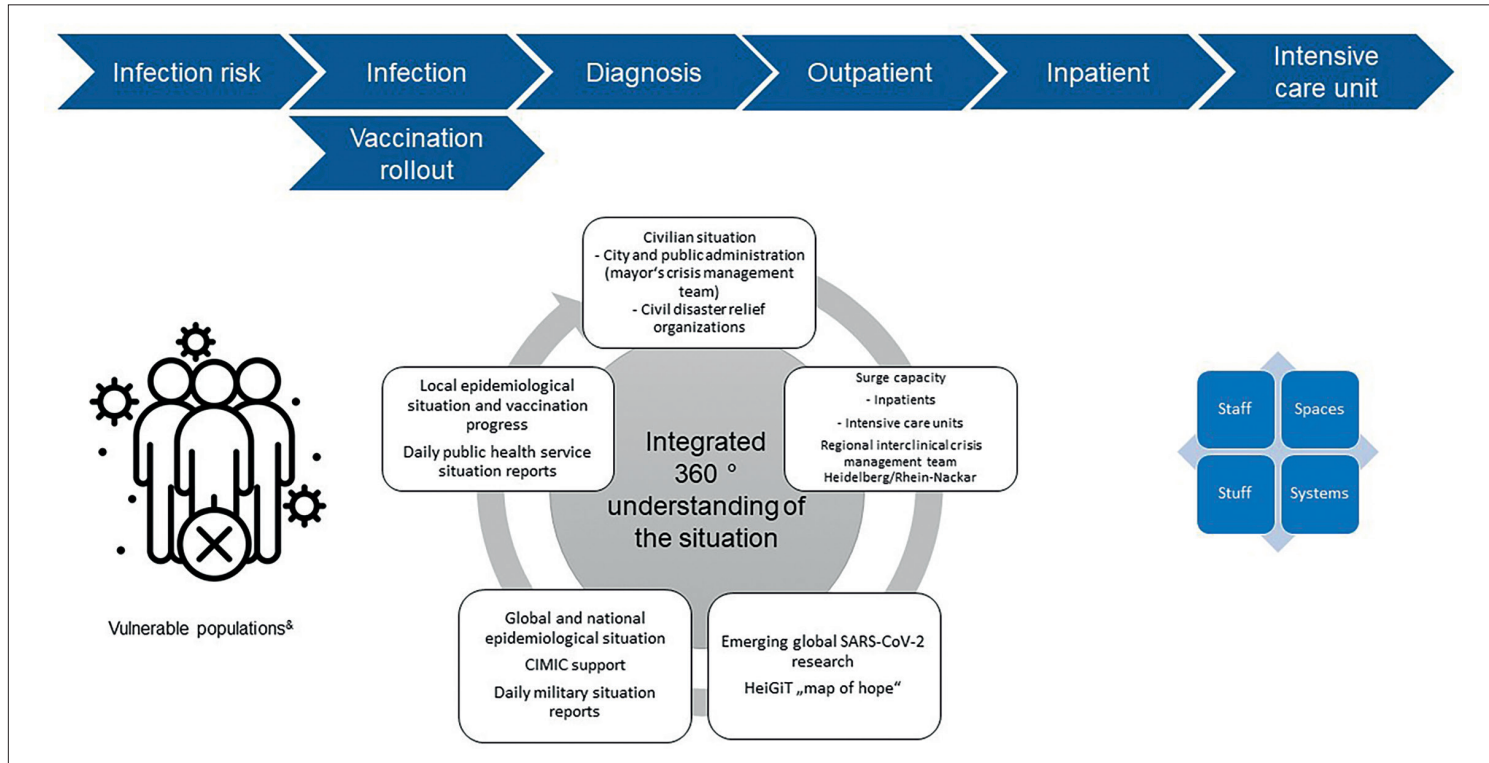 Infection risk
Infection
Diagnosis
Outpatient
Inpatient
Intensive
care unit
Vaccination
rollout
Civilian situation
- City and public administration
(mayor‘s crisis management
team)
- Civil disaster relief
organizations
Local epidemiological
situation and vaccination
progress
Daily public health service
situation reports
Surge capacity
- Inpatients
- Intensive care units
Regional interclinical crisis
management team
Heidelberg/Rhein-Nackar
Integrated
360 °
understanding of
the situation
Staff
Spaces
Stuff
Systems
Vulnerable populations&
Global and national
epidemiological situation
CIMIC support
Daily military situation
reports
Emerging global SARS-CoV-2
research
HeiGiT „map of hope“